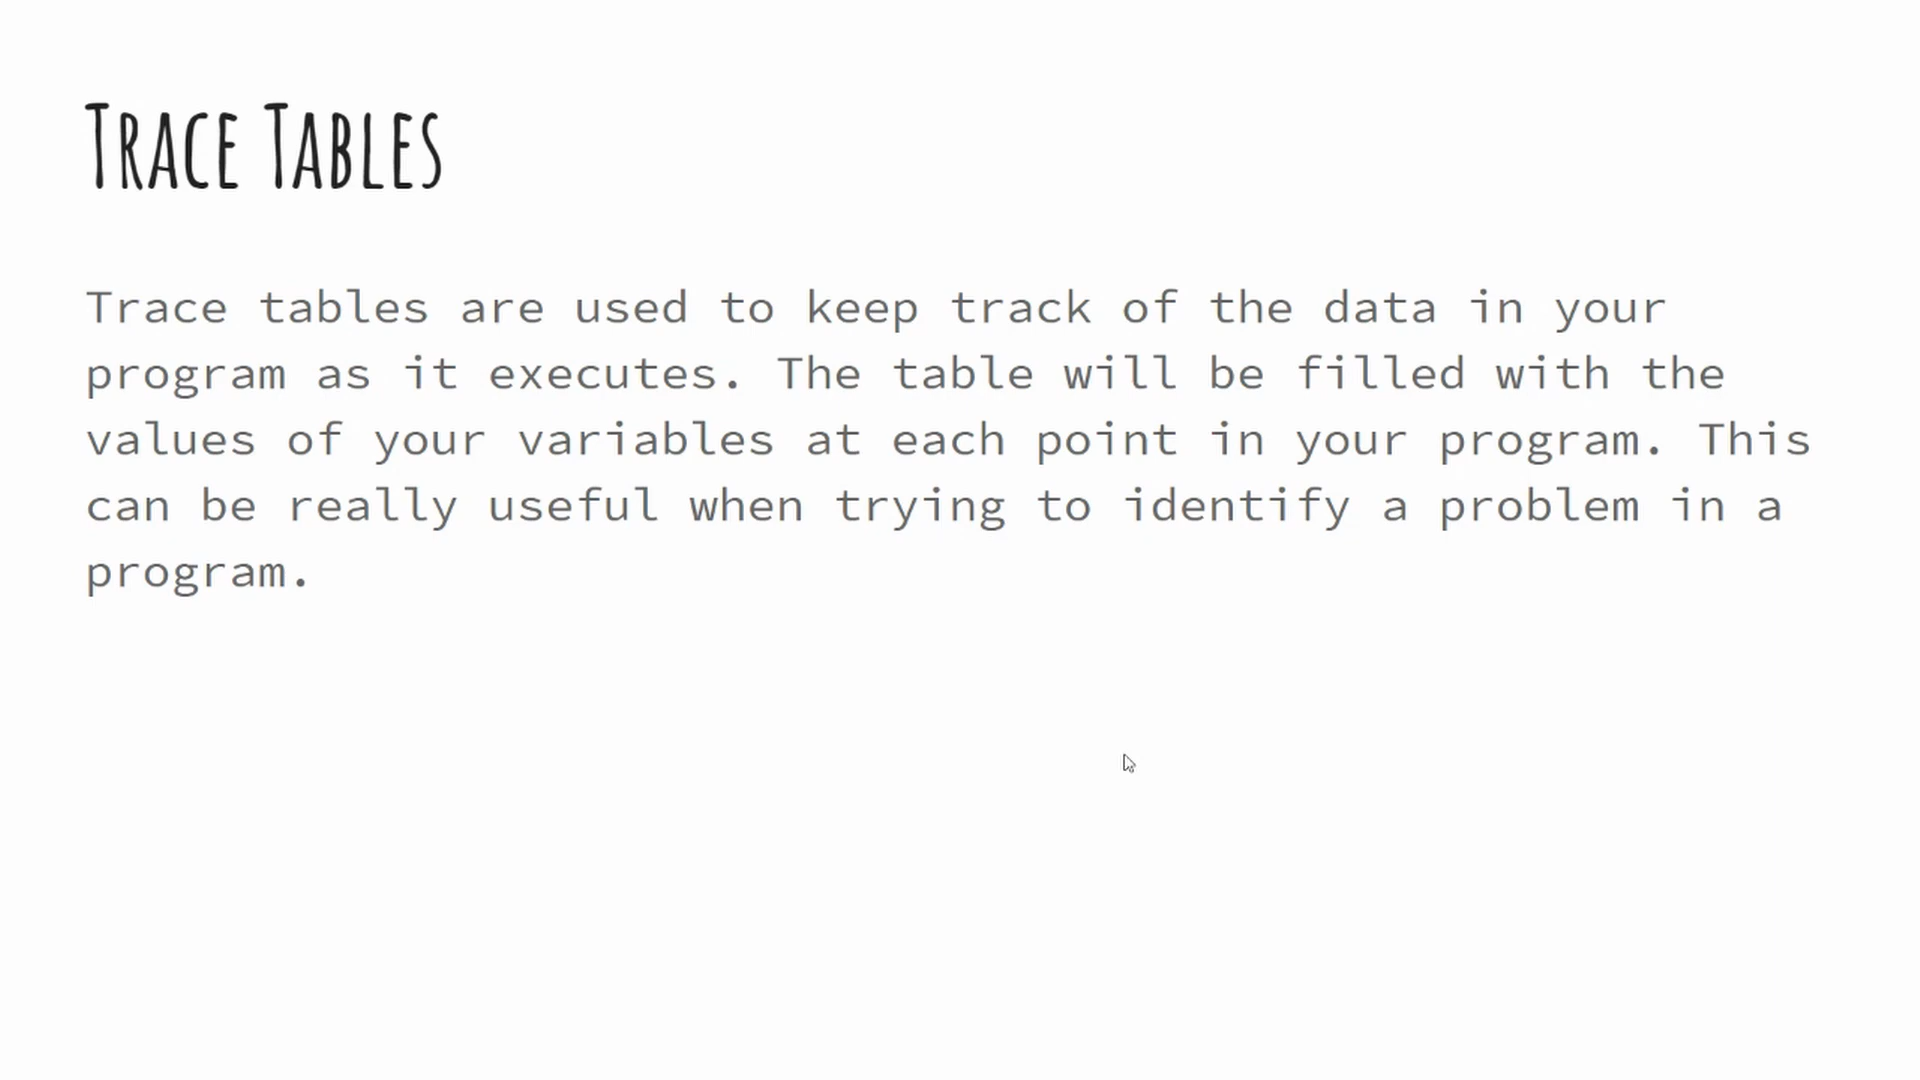 Trace Tables
Trace tables are used to keep track of the data in your
program as it executes. The table will be filled with the
values of your variables at each point in your program. This
can be really useful when trying to identify a problem in a
program.